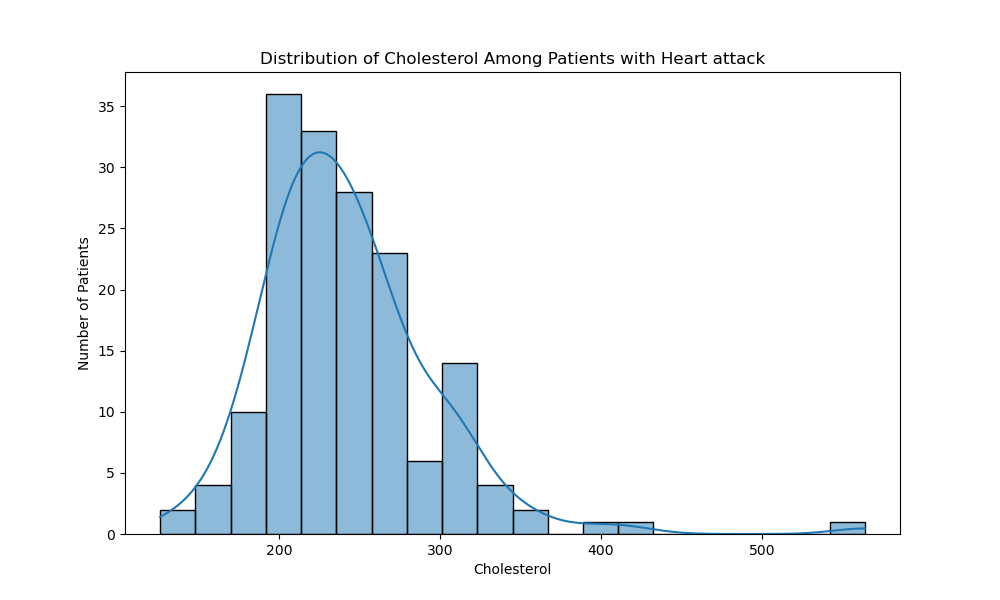 Distribution of Cholesterol Among Patients with Heart attack
Number of Patients
35
30
25
20
15
10
5
0
200 300 400 500
Cholesterol